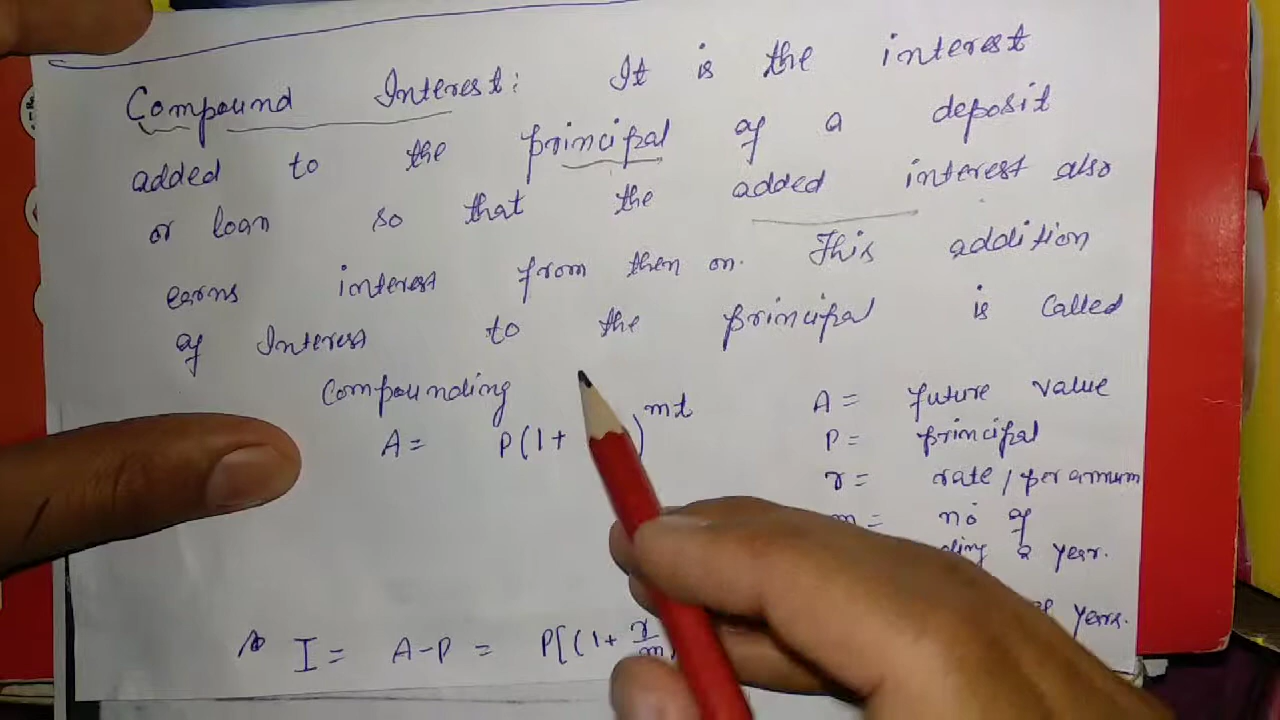 Compound Interest: It is the interest
added to the principal of a deposit
or loan so that the added interest also
earns interest from then on. This addition
of Interest to the principal is called
Compounding
A = P(1+ )^mt
A = future value
P = principal
r = rate / per annum
m = no of
a year.
years.
I = A-P = P[(1+ r/m